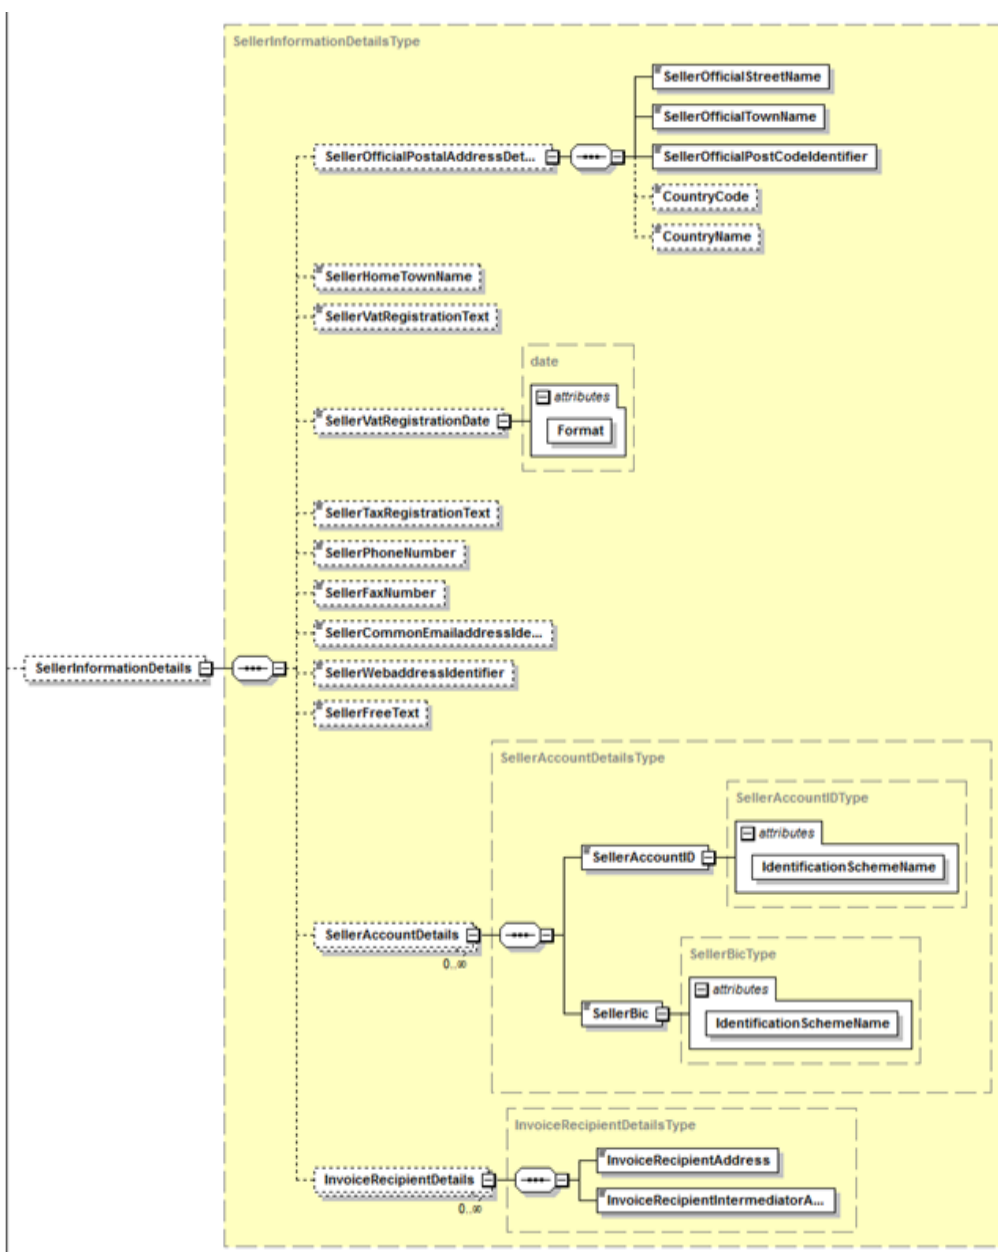 SellerInformationDetailsType
SellerOfficialStreetName
SellerOfficialTownName
SellerOfficialPostalAddressDet...
SellerOfficialPostCodeIdentifier
CountryCode
CountryName
SellerHomeTownName
SellerVatRegistrationText
date
attributes
SellerVatRegistrationDate
Format
SellerTaxRegistrationText
SellerPhoneNumber
SellerFaxNumber
SellerCommonEmailaddressIde...
SellerInformationDetails
SellerWebaddressIdentifier
SellerFreeText
SellerAccountDetailsType
SellerAccountIDType
attributes
SellerAccountID
IdentificationSchemeName
SellerAccountDetails
0..∞
SellerBicType
attributes
SellerBic
IdentificationSchemeName
InvoiceRecipientDetailsType
InvoiceRecipientAddress
InvoiceRecipientDetails
0..∞
InvoiceRecipientIntermediatorA...